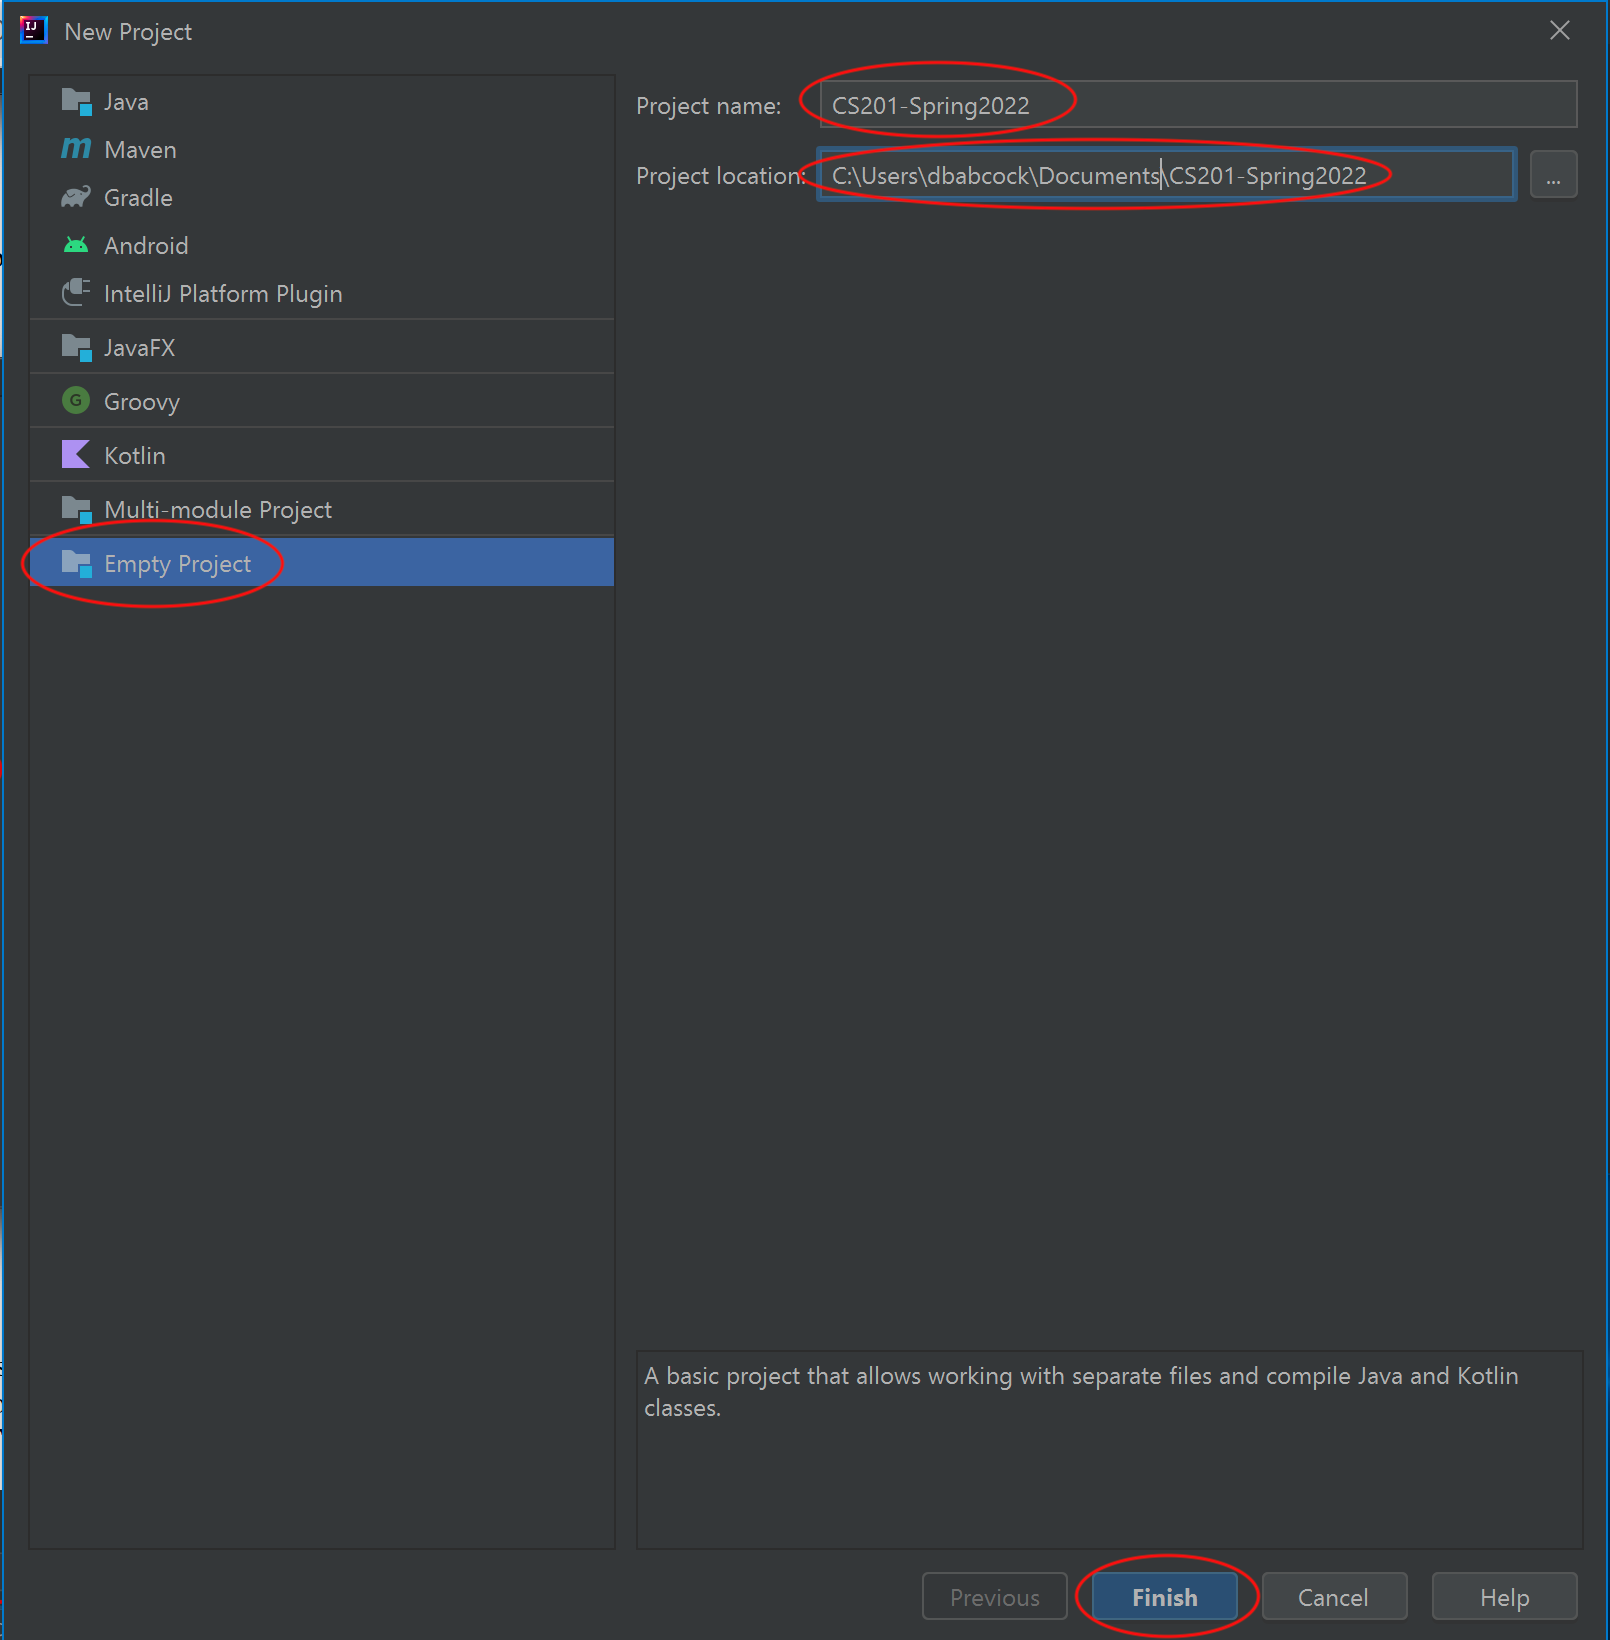 New Project
Java
Maven
Gradle
Android
IntelliJ Platform Plugin
JavaFX
Groovy
Kotlin
Multi-module Project
Empty Project
Project name: CS201-Spring2022
Project location: C:\Users\dbabcock\Documents\CS201-Spring2022 ...
A basic project that allows working with separate files and compile Java and Kotlin
classes.
Previous Finish Cancel Help